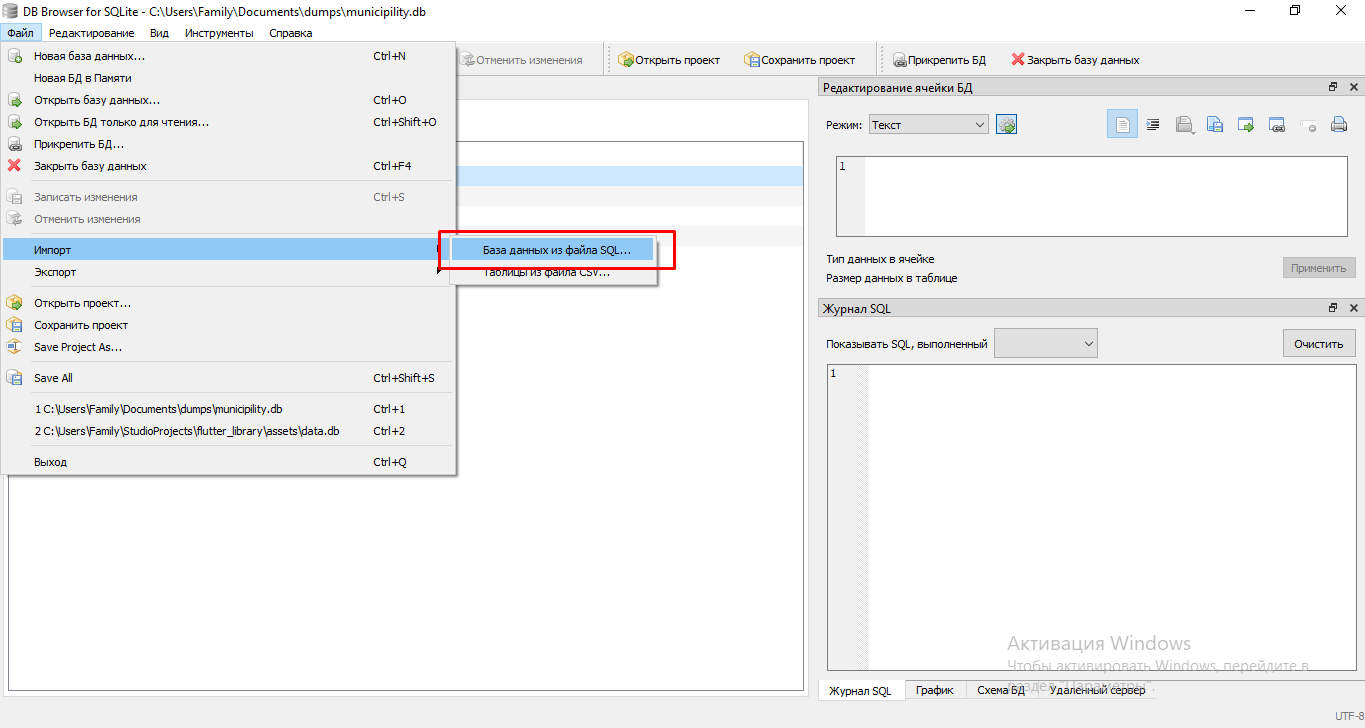 DB Browser for SQLite - C:\Users\Family\Documents\dumps\municipility.db
Файл Редактирование Вид Инструменты Справка
Новая база данных... Ctrl+N
Новая БД в Памяти
Открыть базу данных... Ctrl+O
Открыть БД только для чтения... Ctrl+Shift+O
Прикрепить БД...
Закрыть базу данных Ctrl+F4
Записать изменения Ctrl+S
Отменить изменения
Импорт
Экспорт
Открыть проект...
Сохранить проект
Save Project As...
Save All Ctrl+Shift+S
1 C:\Users\Family\Documents\dumps\municipility.db Ctrl+1
2 C:\Users\Family\StudioProjects\flutter_library\assets\data.db Ctrl+2
Выход Ctrl+Q
База данных из файла SQL...
Таблицы из файла CSV...
Отменить изменения Открыть проект Сохранить проект Прикрепить БД Закрыть базу данных
Редактирование ячейки БД
Режим: Текст
1
Тип данных в ячейке
Размер данных в таблице
Применить
Журнал SQL
Показывать SQL, выполненный Очистить
1
Активация Windows
Чтобы активировать Windows, перейдите в
раздел "Параметры".
Журнал SQL График Схема БД Удаленный сервер
UTF-8